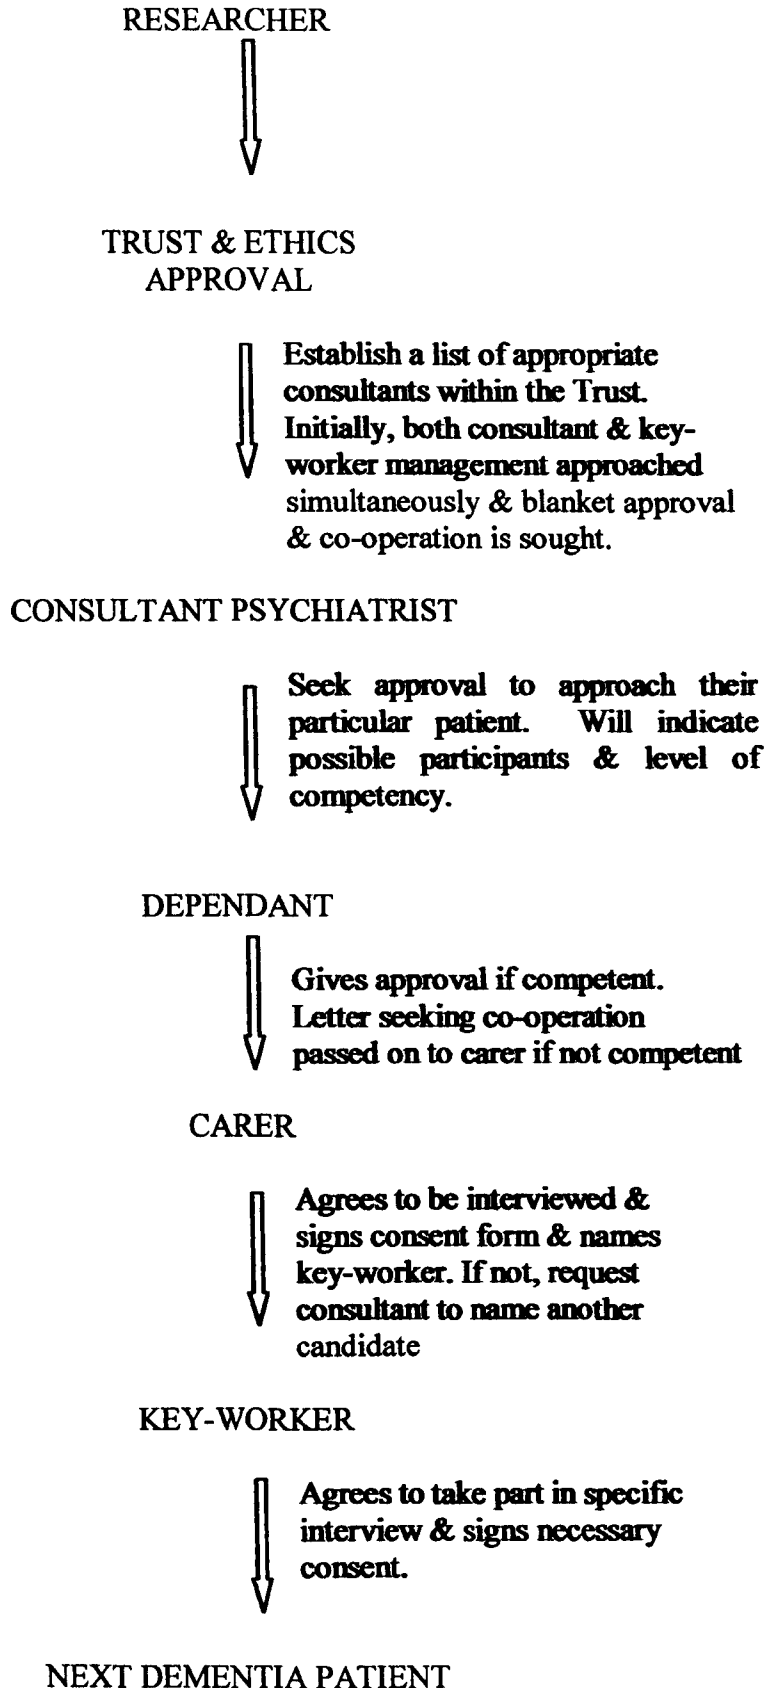 RESEARCHER
TRUST & ETHICS
APPROVAL
Establish a list of appropriate
consultants within the Trust.
Initially, both consultant & key-
worker management approached
simultaneously & blanket approval
& co-operation is sought.
CONSULTANT PSYCHIATRIST
Seek approval to approach their
particular patient. Will indicate
possible participants & level of
competency.
DEPENDANT
Gives approval if competent.
Letter seeking co-operation
passed on to carer if not competent
CARER
Agrees to be interviewed &
signs consent form & names
key-worker. If not, request
consultant to name another
candidate
KEY-WORKER
Agrees to take part in specific
interview & signs necessary
consent.
NEXT DEMENTIA PATIENT